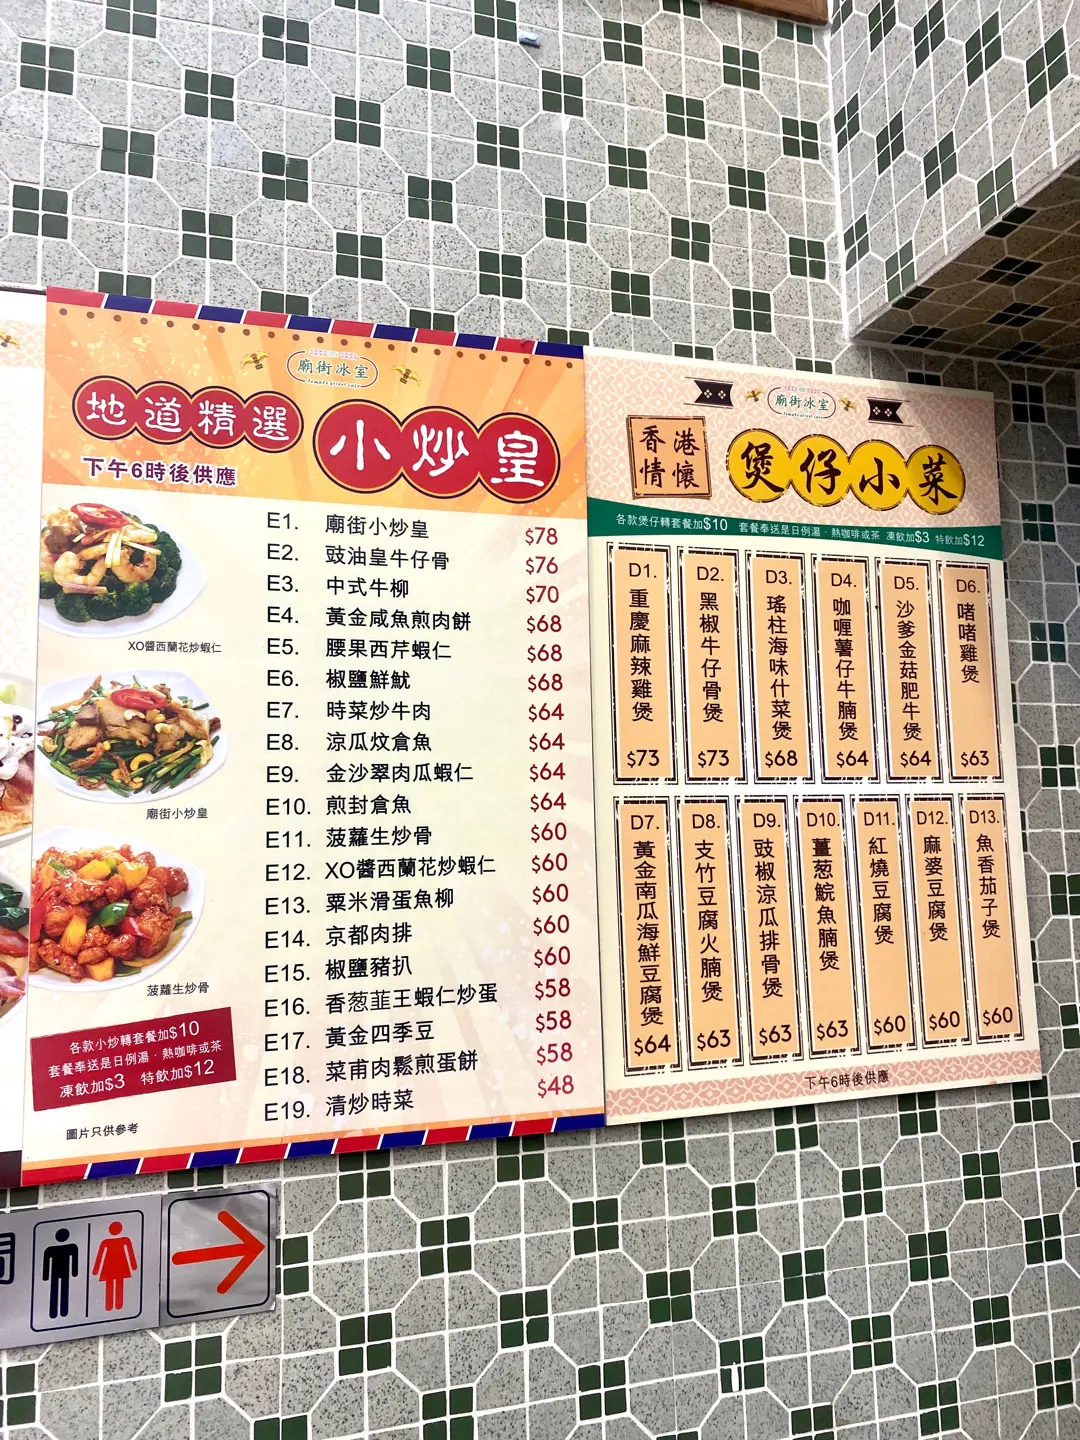 廟街冰室
temple street cafe
地道精選 小炒皇
下午6時後供應
XO醬西蘭花炒蝦仁
廟街小炒皇
菠蘿生炒骨
E1. 廟街小炒皇 $78
E2. 豉油皇牛仔骨 $76
E3. 中式牛柳 $70
E4. 黃金咸魚煎肉餅 $68
E5. 腰果西芹蝦仁 $68
E6. 椒鹽鮮魷 $68
E7. 時菜炒牛肉 $64
E8. 涼瓜炆倉魚 $64
E9. 金沙翠肉瓜蝦仁 $64
E10. 煎封倉魚 $64
E11. 菠蘿生炒骨 $60
E12. XO醬西蘭花炒蝦仁 $60
E13. 粟米滑蛋魚柳 $60
E14. 京都肉排 $60
E15. 椒鹽豬扒 $60
E16. 香葱韮王蝦仁炒蛋 $58
E17. 黃金四季豆 $58
E18. 菜甫肉鬆煎蛋餅 $58
E19. 清炒時菜 $48
各款小炒轉套餐加$10
套餐奉送是日例湯．熱咖啡或茶
凍飲加$3 特飲加$12
圖片只供參考
廟街冰室
temple street cafe
香港
情懷
煲仔小菜
各款煲仔轉套餐加$10 套餐奉送是日例湯．熱咖啡或茶 凍飲加$3 特飲加$12
D1. 重慶麻辣雞煲 $73
D2. 黑椒牛仔骨煲 $73
D3. 瑤柱海味什菜煲 $68
D4. 咖喱薯仔牛腩煲 $64
D5. 沙爹金菇肥牛煲 $64
D6. 啫啫雞煲 $63
D7. 黃金南瓜海鮮豆腐煲 $64
D8. 支竹豆腐火腩煲 $63
D9. 豉椒涼瓜排骨煲 $63
D10. 薑葱鯇魚腩煲 $63
D11. 紅燒豆腐煲 $60
D12. 麻婆豆腐煲 $60
D13. 魚香茄子煲 $60
下午6時後供應